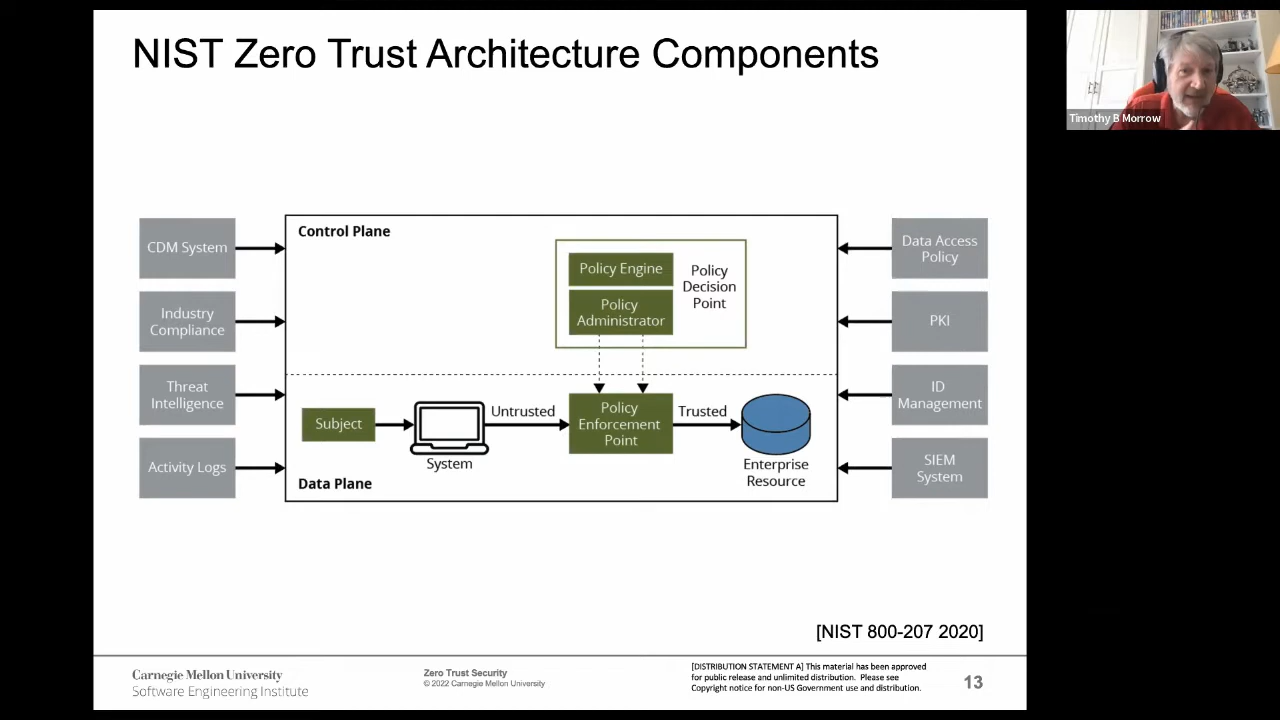 NIST Zero Trust Architecture Components
Timothy B Morrow
CDM System
Industry
Compliance
Threat
Intelligence
Activity Logs
Control Plane
Policy Engine
Policy
Administrator
Policy
Decision
Point
Subject
System
Untrusted
Policy
Enforcement
Point
Trusted
Enterprise
Resource
Data Plane
Data Access
Policy
PKI
ID
Management
SIEM
System
[NIST 800-207 2020]
Carnegie Mellon University
Software Engineering Institute
Zero Trust Security
© 2022 Carnegie Mellon University
[DISTRIBUTION STATEMENT A] This material has been approved
for public release and unlimited distribution. Please see
Copyright notice for non-US Government use and distribution.
13